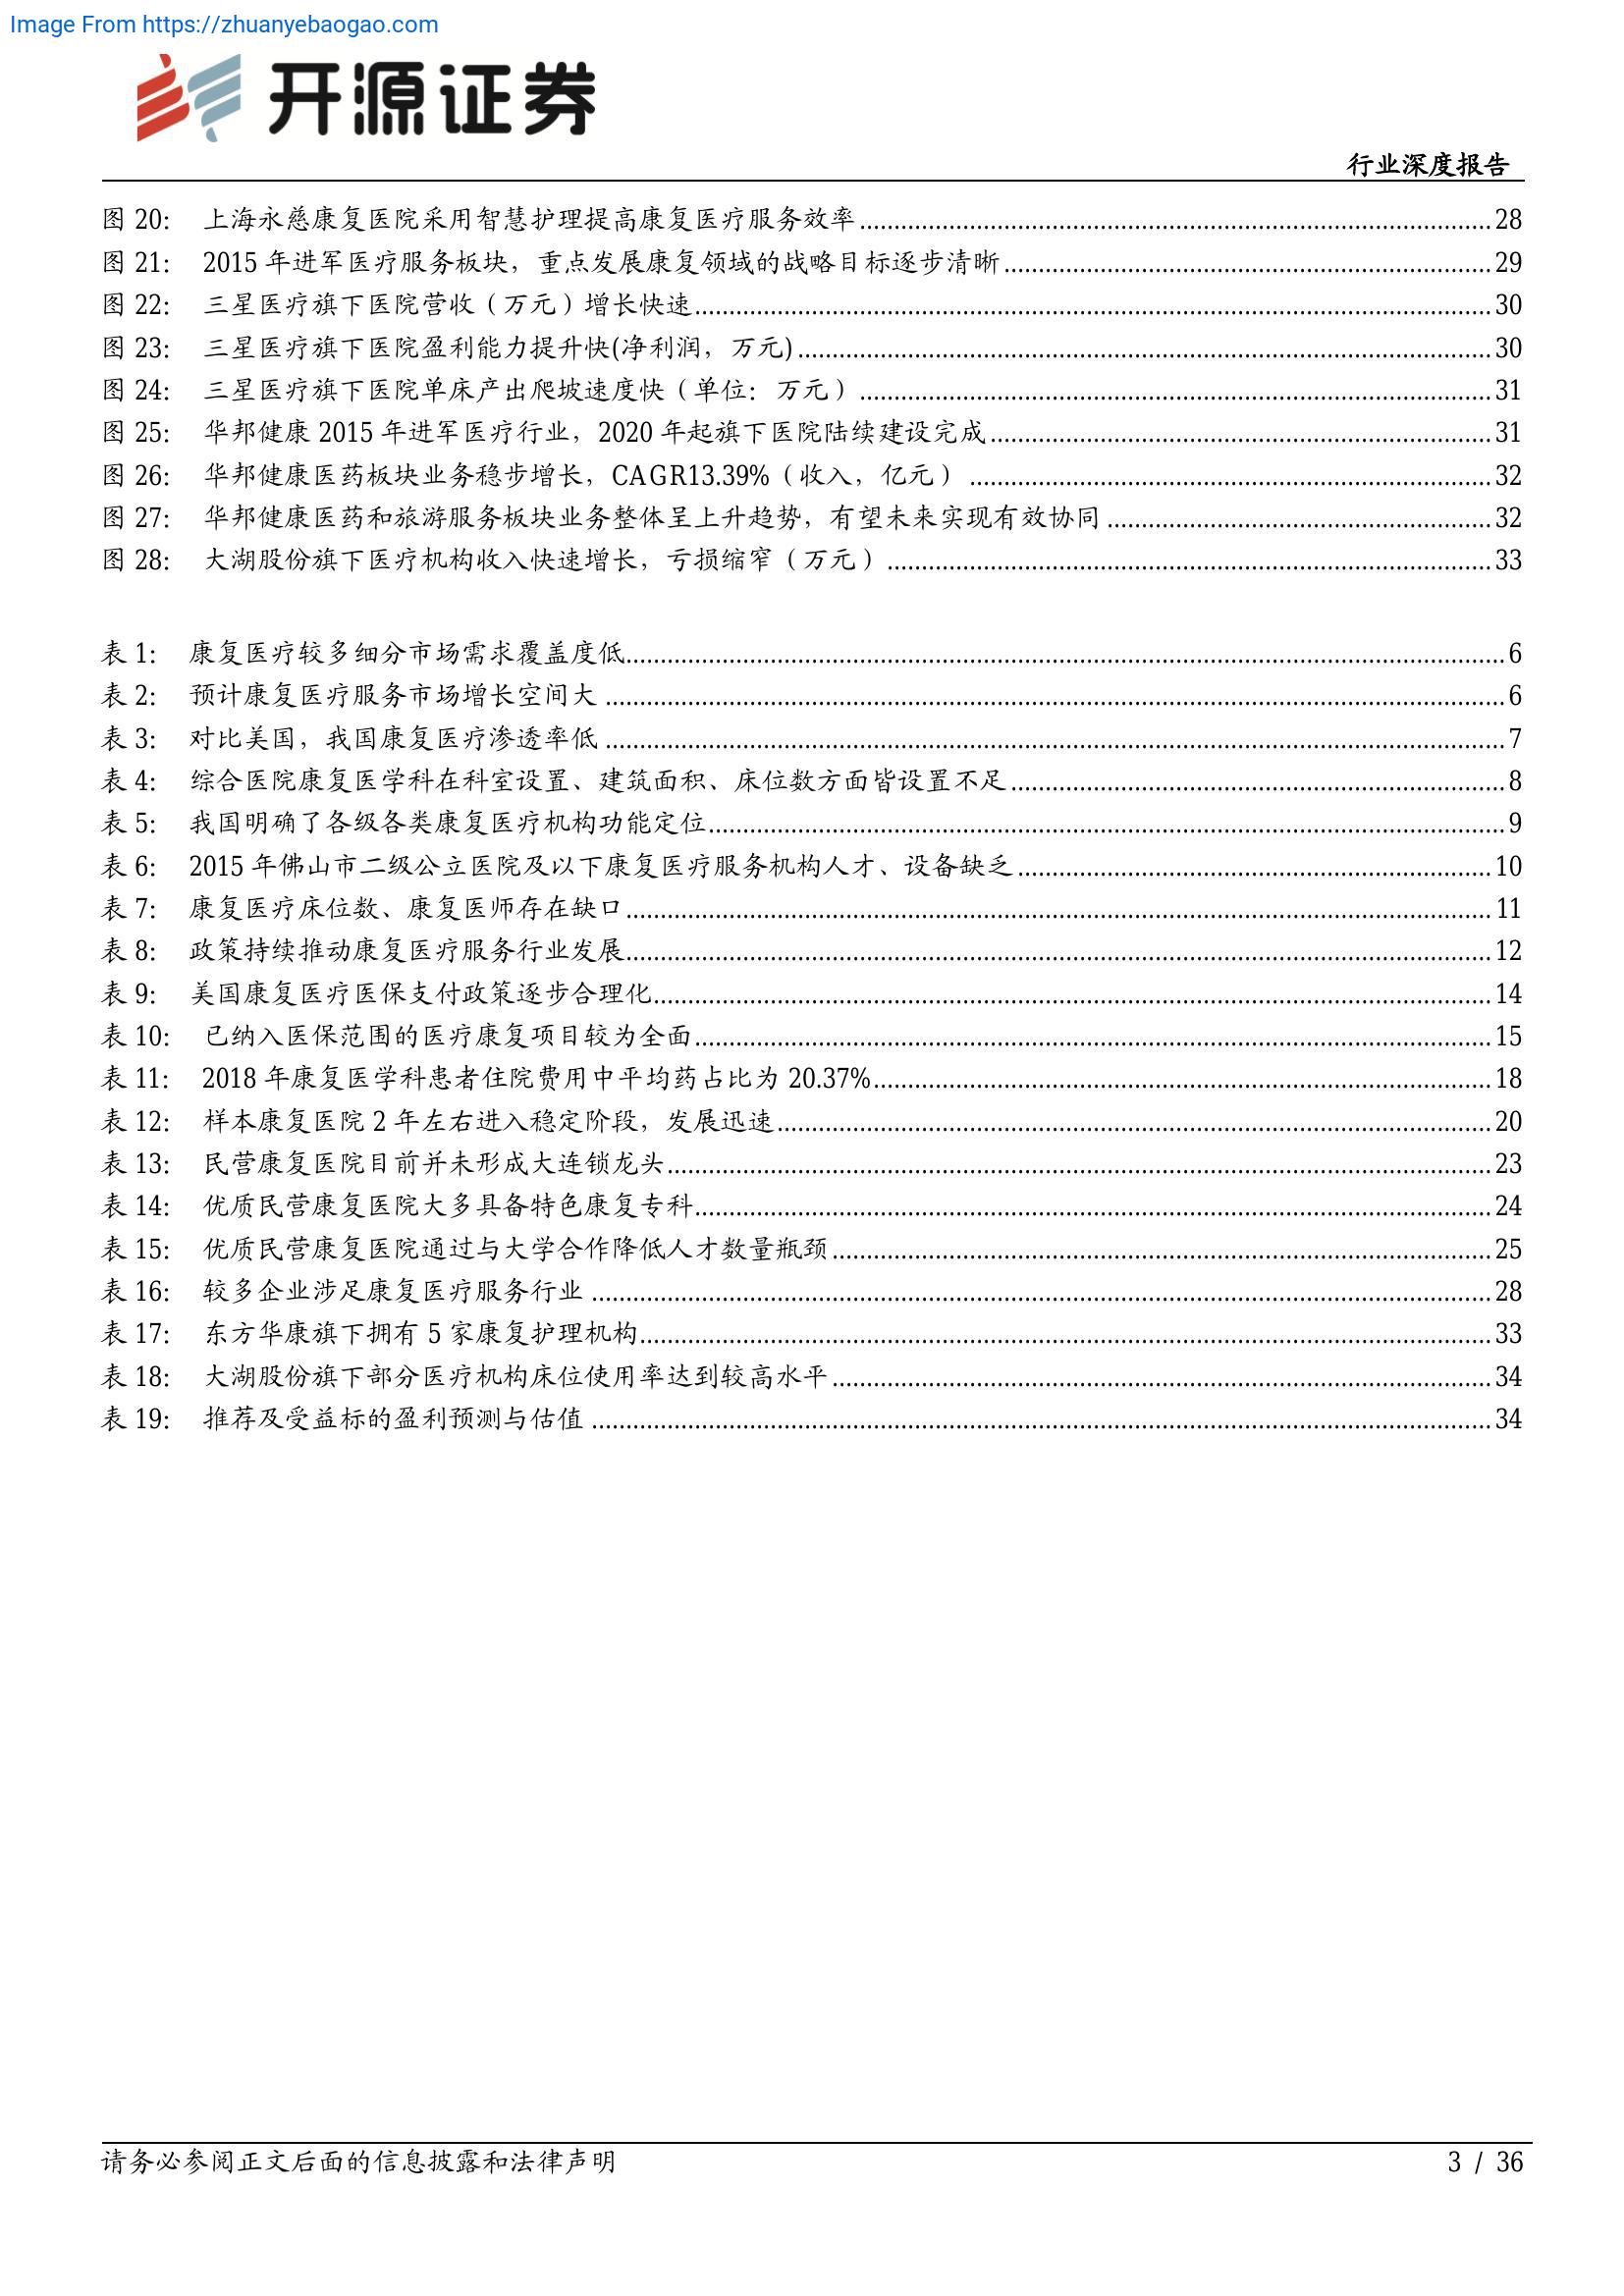 Image From https://zhuanyebaogao.com
开源证券
行业深度报告
图 20: 上海永慈康复医院采用智慧护理提高康复医疗服务效率 28
图 21: 2015 年进军医疗服务板块，重点发展康复领域的战略目标逐步清晰 29
图 22: 三星医疗旗下医院营收（万元）增长快速 30
图 23: 三星医疗旗下医院盈利能力提升快(净利润，万元) 30
图 24: 三星医疗旗下医院单床产出爬坡速度快（单位：万元） 31
图 25: 华邦健康 2015 年进军医疗行业，2020 年起旗下医院陆续建设完成 31
图 26: 华邦健康医药板块业务稳步增长，CAGR13.39%（收入，亿元） 32
图 27: 华邦健康医药和旅游服务板块业务整体呈上升趋势，有望未来实现有效协同 32
图 28: 大湖股份旗下医疗机构收入快速增长，亏损缩窄（万元） 33
表 1: 康复医疗较多细分市场需求覆盖度低 6
表 2: 预计康复医疗服务市场增长空间大 6
表 3: 对比美国，我国康复医疗渗透率低 7
表 4: 综合医院康复医学科在科室设置、建筑面积、床位数方面皆设置不足 8
表 5: 我国明确了各级各类康复医疗机构功能定位 9
表 6: 2015 年佛山市二级公立医院及以下康复医疗服务机构人才、设备缺乏 10
表 7: 康复医疗床位数、康复医师存在缺口 11
表 8: 政策持续推动康复医疗服务行业发展 12
表 9: 美国康复医疗医保支付政策逐步合理化 14
表 10: 已纳入医保范围的医疗康复项目较为全面 15
表 11: 2018 年康复医学科患者住院费用中平均药占比为 20.37% 18
表 12: 样本康复医院 2 年左右进入稳定阶段，发展迅速 20
表 13: 民营康复医院目前并未形成大连锁龙头 23
表 14: 优质民营康复医院大多具备特色康复专科 24
表 15: 优质民营康复医院通过与大学合作降低人才数量瓶颈 25
表 16: 较多企业涉足康复医疗服务行业 28
表 17: 东方华康旗下拥有 5 家康复护理机构 33
表 18: 大湖股份旗下部分医疗机构床位使用率达到较高水平 34
表 19: 推荐及受益标的盈利预测与估值 34
请务必参阅正文后面的信息披露和法律声明 3 / 36